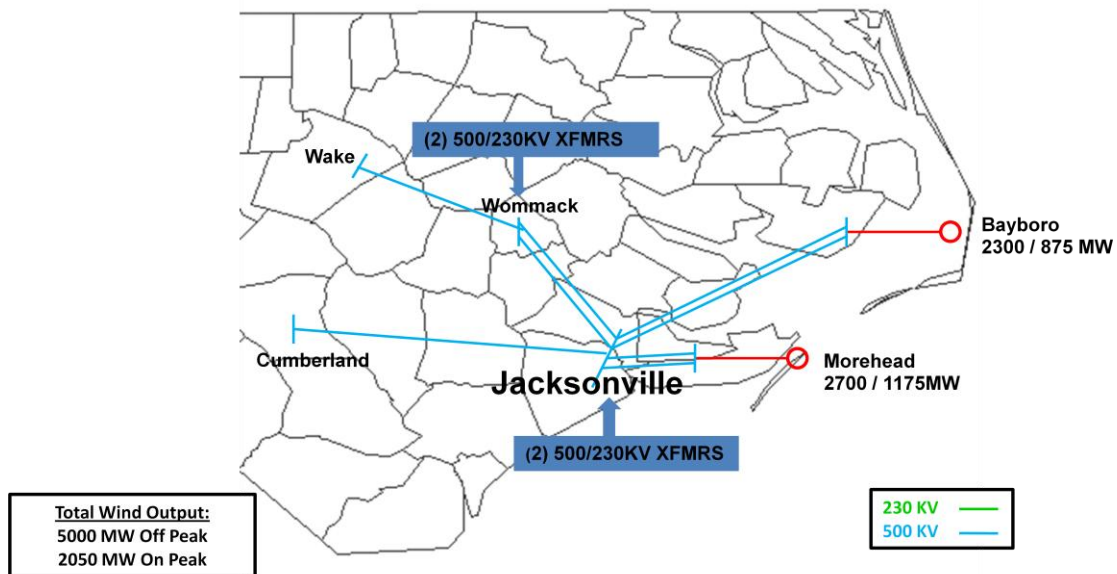 (2) 500/230KV XFMRS
Wake
Wommack
Bayboro
2300 / 875 MW
Cumberland
Morehead
2700 / 1175MW
Jacksonville
(2) 500/230KV XFMRS
Total Wind Output:
5000 MW Off Peak
2050 MW On Peak
230 KV
500 KV